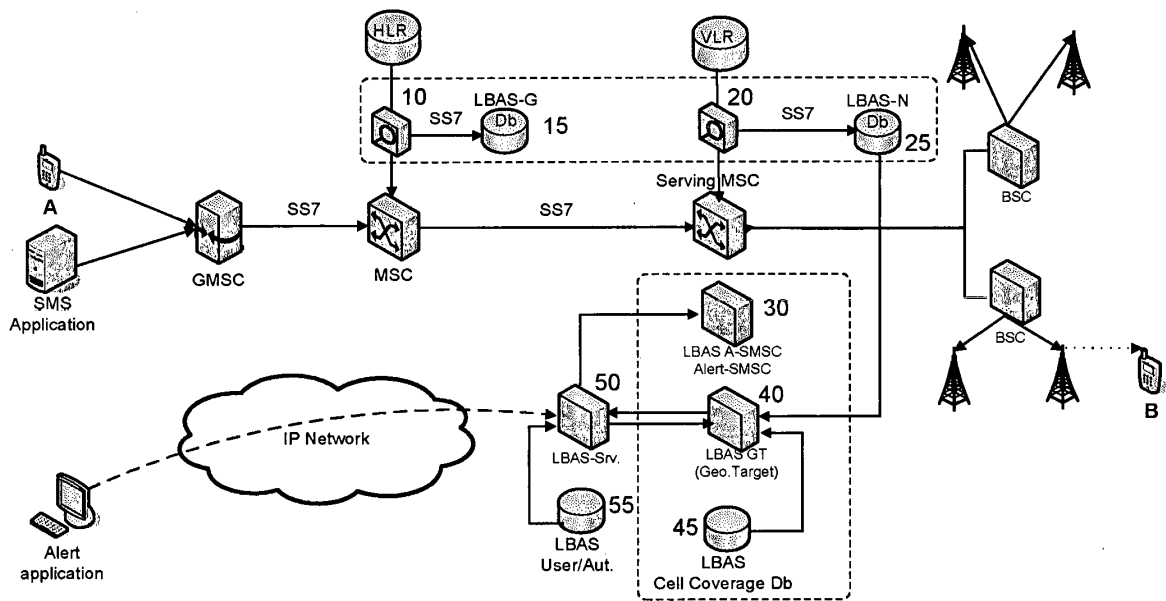 HLR
VLR
10
LBAS-G
Db
15
SS7
20
LBAS-N
Db
25
SS7
A
SMS
Application
GMSC
SS7
MSC
SS7
Serving MSC
BSC
BSC
B
30
LBAS A-SMSC
Alert-SMSC
50
LBAS-Srv.
40
LBAS GT
(Geo.Target)
IP Network
55
LBAS
User/Aut.
45
LBAS
Cell Coverage Db
Alert
application